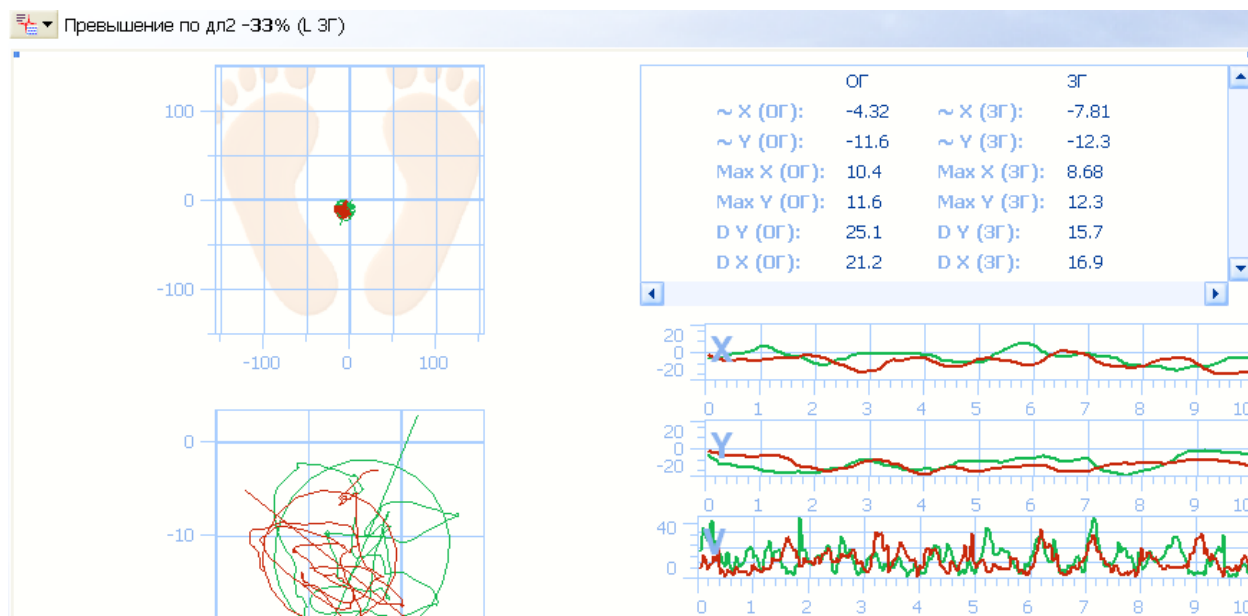 Превышение по дл2 -33% (L ЗГ)
100
0
-100
-100 0 100
0
-10
ОГ ЗГ
~ X (ОГ): -4.32 ~ X (ЗГ): -7.81
~ Y (ОГ): -11.6 ~ Y (ЗГ): -12.3
Max X (ОГ): 10.4 Max X (ЗГ): 8.68
Max Y (ОГ): 11.6 Max Y (ЗГ): 12.3
D Y (ОГ): 25.1 D Y (ЗГ): 15.7
D X (ОГ): 21.2 D X (ЗГ): 16.9
X
20
0
-20
0 1 2 3 4 5 6 7 8 9 10
Y
20
0
-20
0 1 2 3 4 5 6 7 8 9 10
V
40
0
0 1 2 3 4 5 6 7 8 9 10